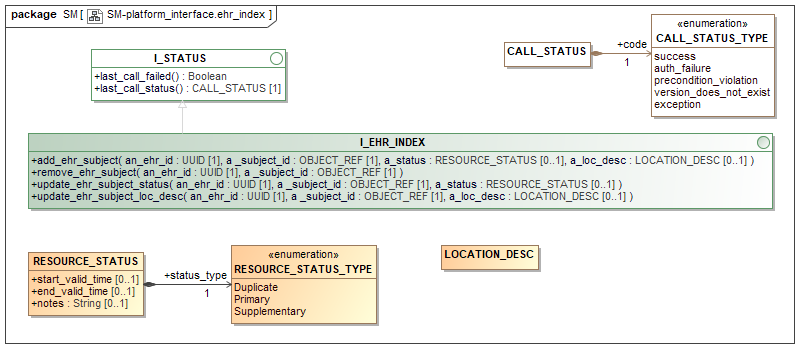 package SM [ SM-platform_interface.ehr_index ]
I_STATUS
+last_call_failed() : Boolean
+last_call_status() : CALL_STATUS [1]
CALL_STATUS
+code
1
«enumeration»
CALL_STATUS_TYPE
success
auth_failure
precondition_violation
version_does_not_exist
exception
I_EHR_INDEX
+add_ehr_subject( an_ehr_id : UUID [1], a _subject_id : OBJECT_REF [1], a_status : RESOURCE_STATUS [0..1], a_loc_desc : LOCATION_DESC [0..1] )
+remove_ehr_subject( an_ehr_id : UUID [1], a _subject_id : OBJECT_REF [1] )
+update_ehr_subject_status( an_ehr_id : UUID [1], a _subject_id : OBJECT_REF [1], a_status : RESOURCE_STATUS [0..1] )
+update_ehr_subject_loc_desc( an_ehr_id : UUID [1], a _subject_id : OBJECT_REF [1], a_loc_desc : LOCATION_DESC [0..1] )
RESOURCE_STATUS
+start_valid_time [0..1]
+end_valid_time [0..1]
+notes : String [0..1]
+status_type
1
«enumeration»
RESOURCE_STATUS_TYPE
Duplicate
Primary
Supplementary
LOCATION_DESC